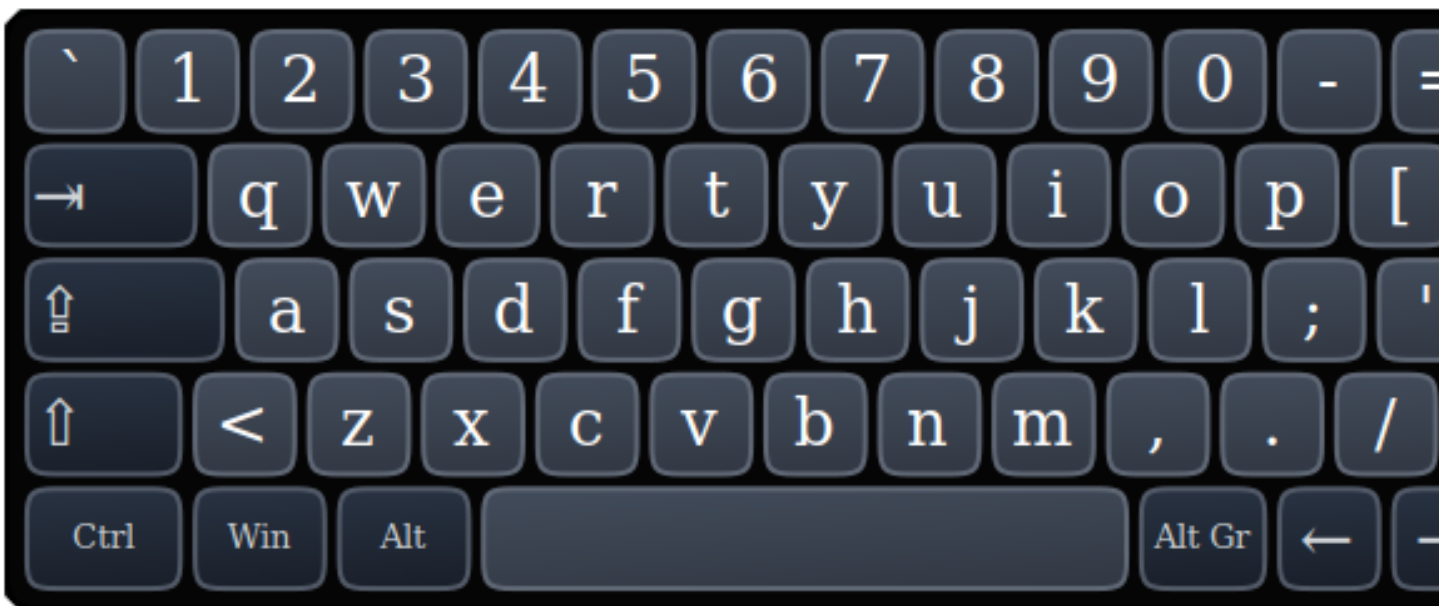 ` 1 2 3 4 5 6 7 8 9 0 - =
⇥ q w e r t y u i o p [
⇪ a s d f g h j k l ; '
⇧ < z x c v b n m , . /
Ctrl Win Alt Alt Gr ←